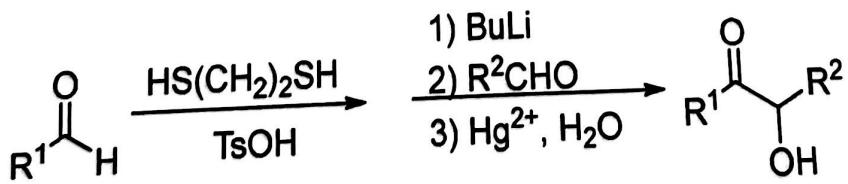 O
R¹
H
HS(CH₂)₂SH
TsOH
1) BuLi
2) R²CHO
3) Hg²⁺, H₂O
O
R¹
R²
OH